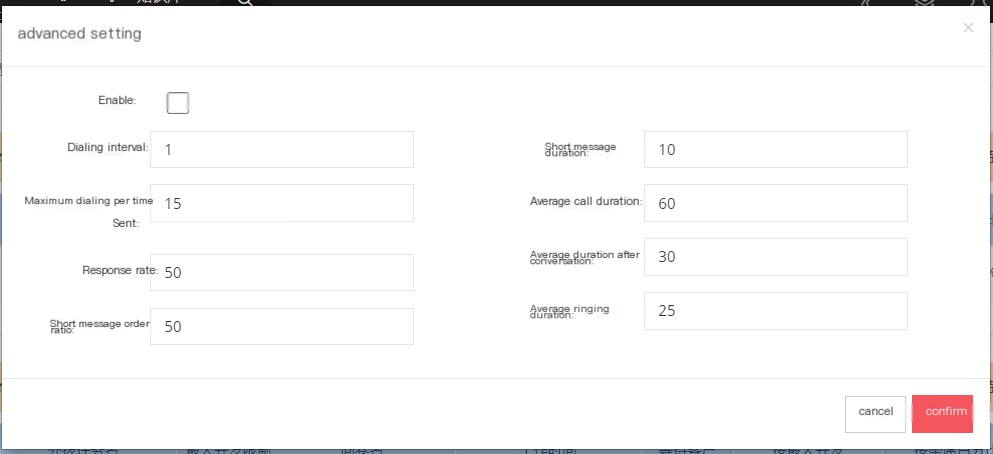 advanced setting
×
Enable:
Dialing interval:
1
Short message
duration:
10
Maximum dialing per time
Sent:
15
Average call duration:
60
Average duration after
conversation:
30
Response rate:
50
Average ringing
duration:
25
Short message order
ratio:
50
cancel
confirm